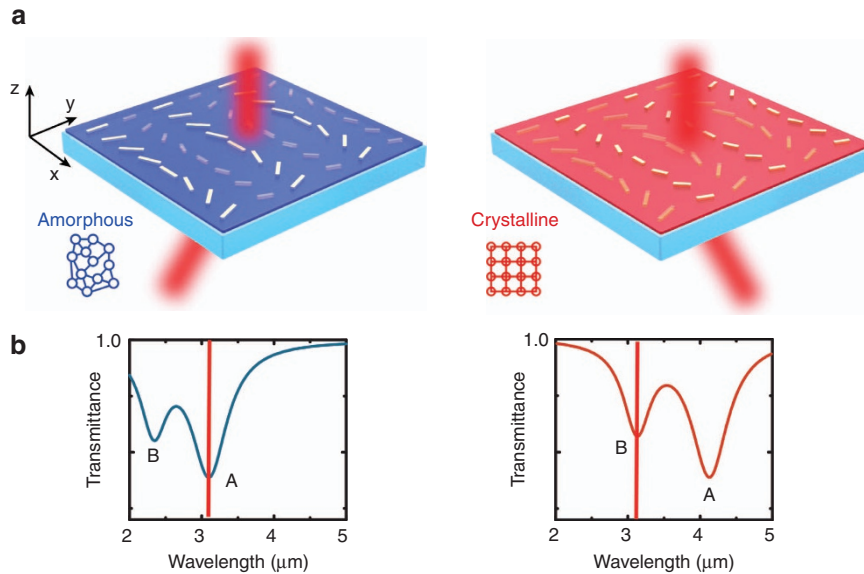 a
z
y
x
Amorphous
Crystalline
b
1.0
Transmittance
B
A
2 3 4 5
Wavelength (μm)
1.0
Transmittance
B
A
2 3 4 5
Wavelength (μm)